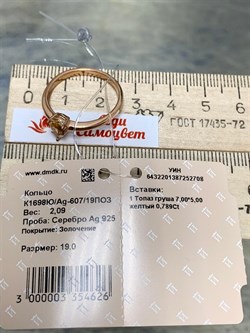 ГОСТ 17435-72
Леди
Самоцвет
www.dmdk.ru
УИН
6432201387252708
Кольцо
К1698Ю/Ag-607/19ПОЗ
Вес: 2,09
Проба: Серебро Ag 925
Покрытие: Золочение
Размер: 19.0
Вставки:
1 Топаз груша 7,00*5,00
желтый 0,789Ct
3 000003 354626